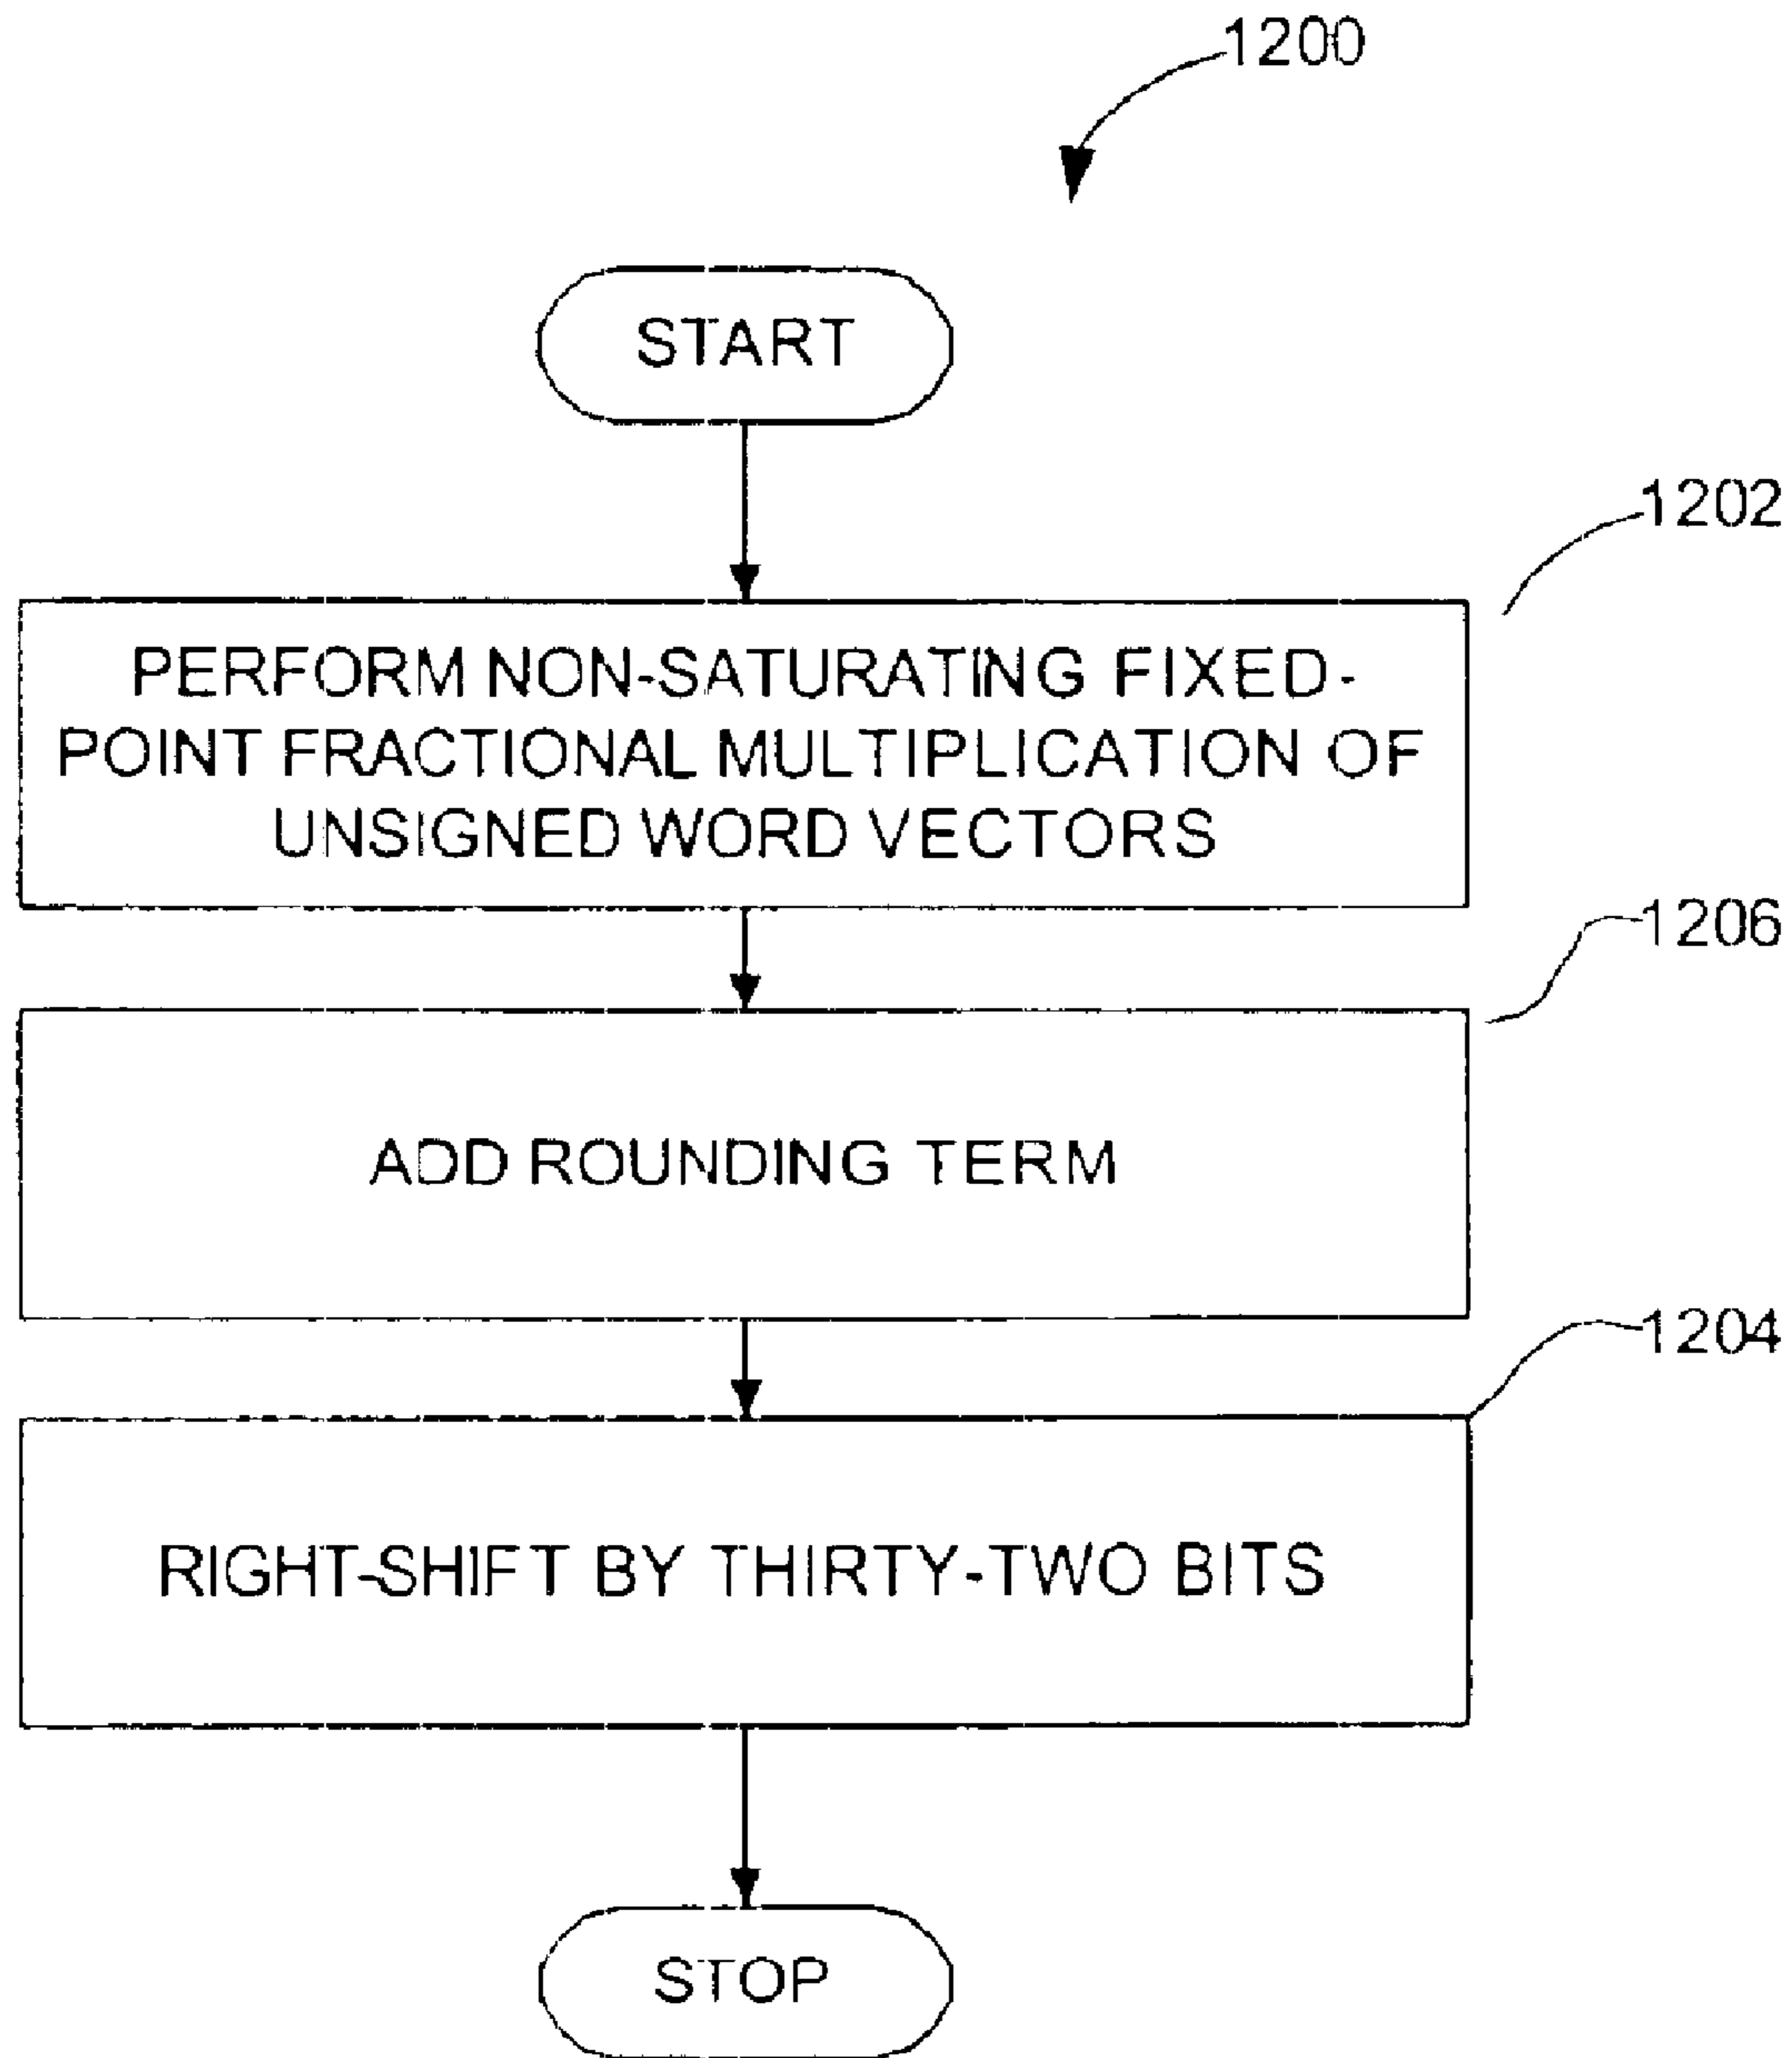 1200
START
1202
PERFORM NON-SATURATING FIXED-
POINT FRACTIONAL MULTIPLICATION OF
UNSIGNED WORD VECTORS
1206
ADD ROUNDING TERM
1204
RIGHT-SHIFT BY THIRTY-TWO BITS
STOP